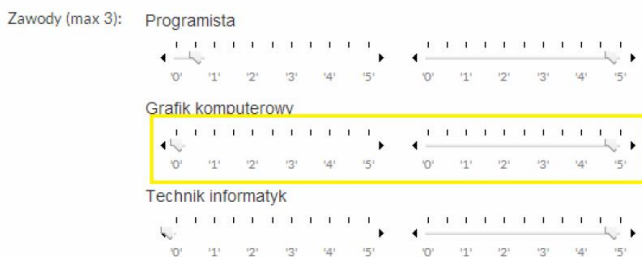 Zawody (max 3): Programista
'0' '1' '2' '3' '4' '5' '0' '1' '2' '3' '4' '5'
Grafik komputerowy
'0' '1' '2' '3' '4' '5' '0' '1' '2' '3' '4' '5'
Technik informatyk
'0' '1' '2' '3' '4' '5' '0' '1' '2' '3' '4' '5'